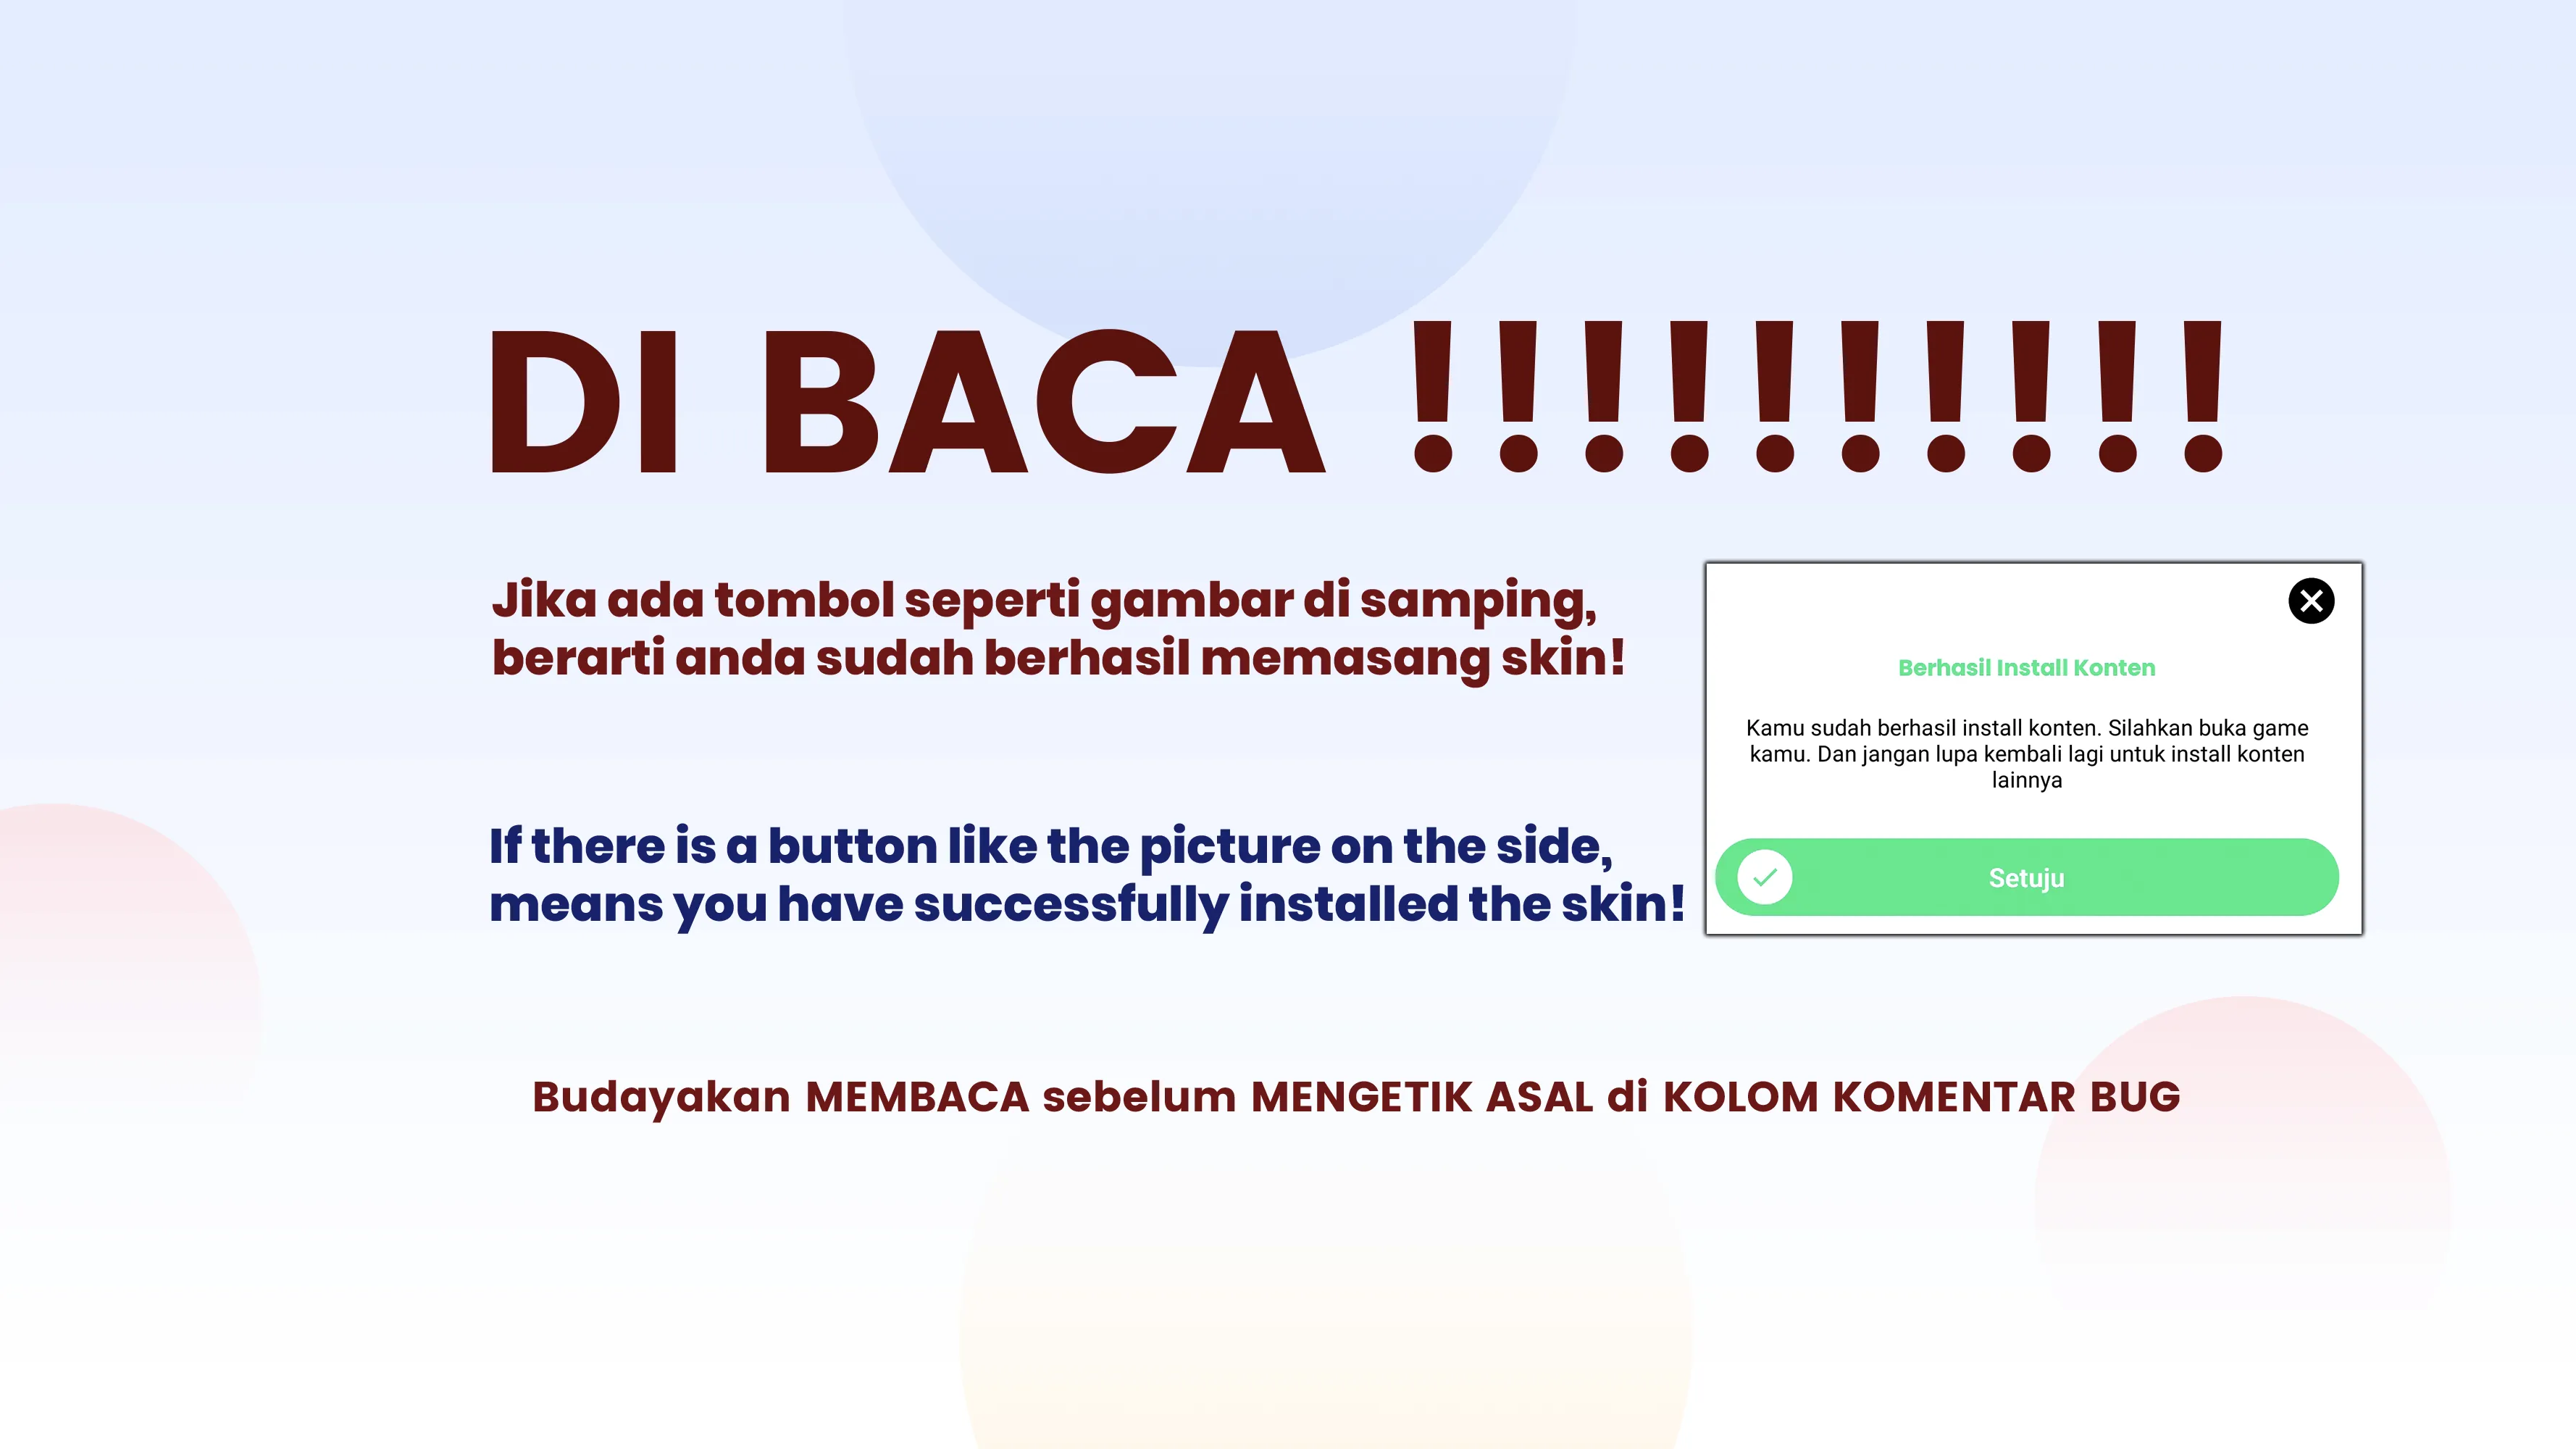 DI BACA !!!!!!!!!!
Jika ada tombol seperti gambar di samping,
berarti anda sudah berhasil memasang skin!
Berhasil Install Konten
Kamu sudah berhasil install konten. Silahkan buka game
kamu. Dan jangan lupa kembali lagi untuk install konten
lainnya
Setuju
If there is a button like the picture on the side,
means you have successfully installed the skin!
Budayakan MEMBACA sebelum MENGETIK ASAL di KOLOM KOMENTAR BUG